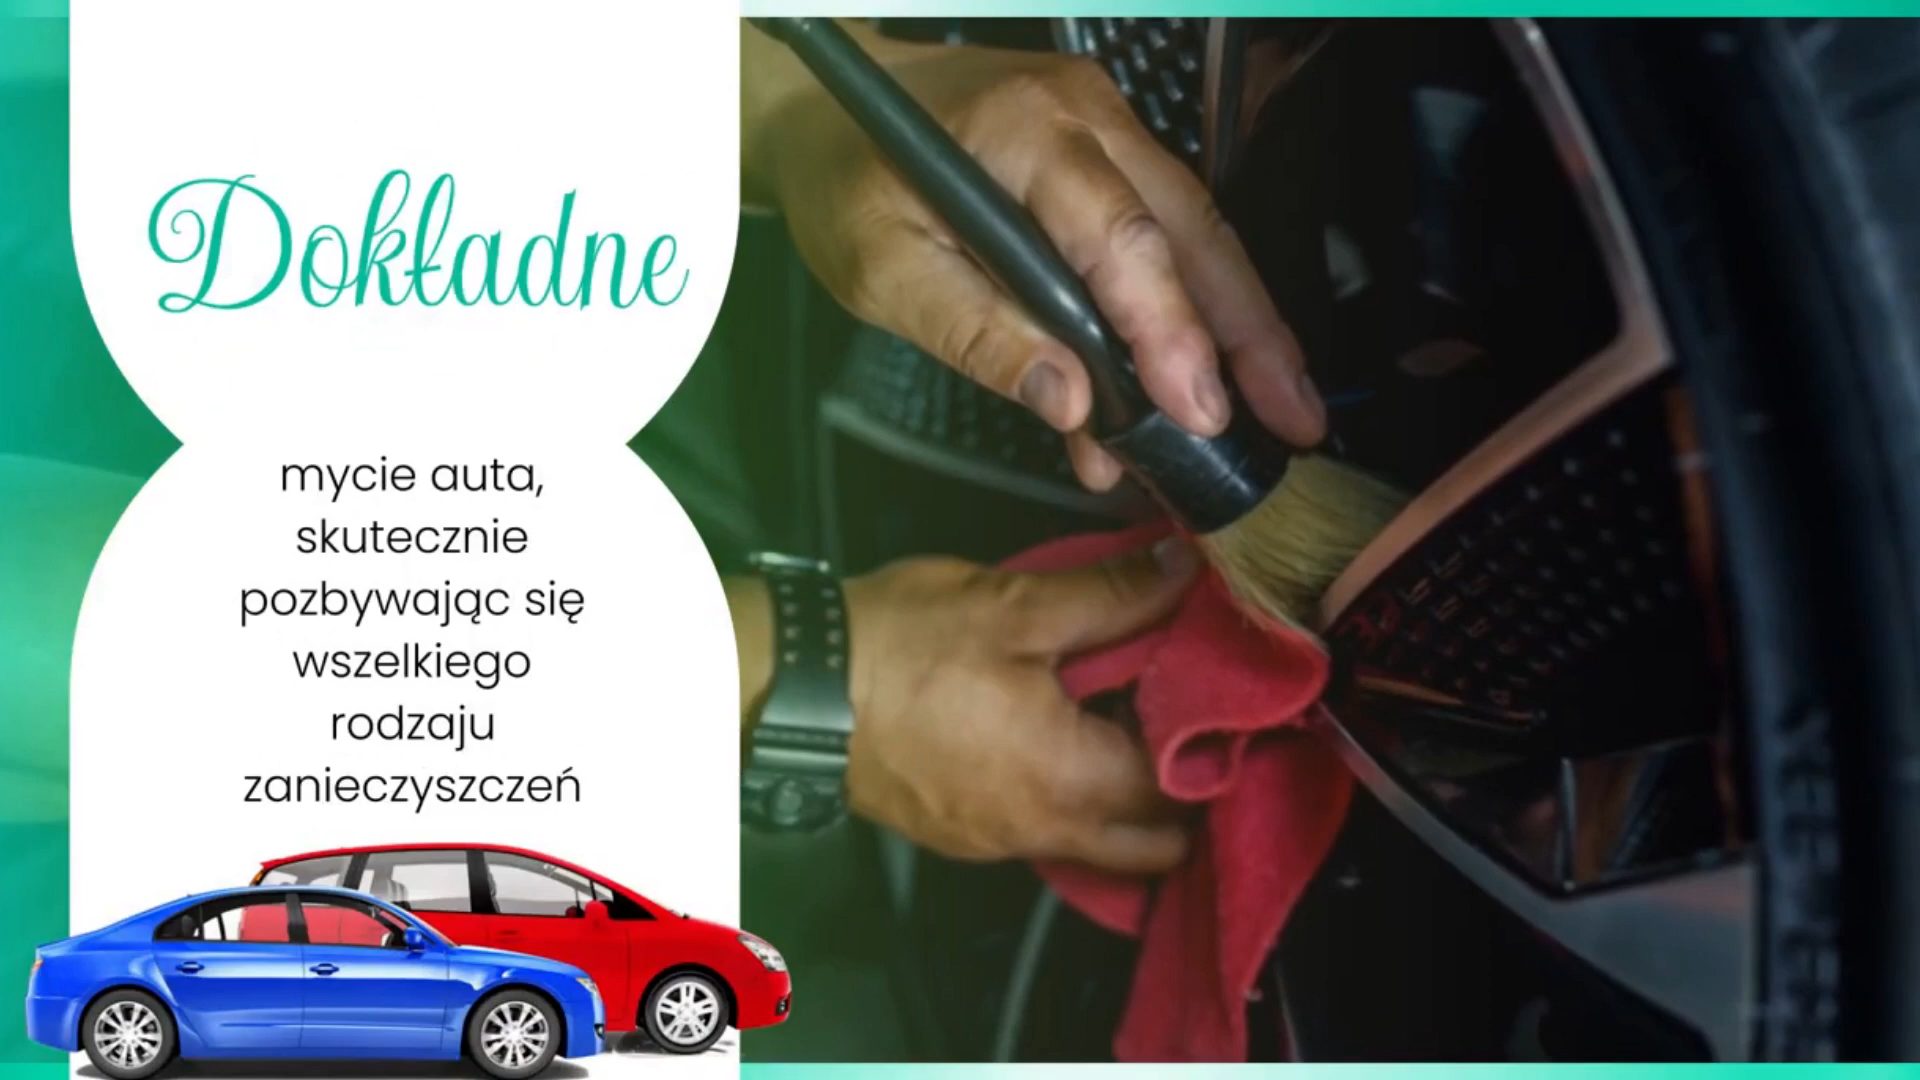 Dokładne
mycie auta,
skutecznie
pozbywając się
wszelkiego
rodzaju
zanieczyszczeń